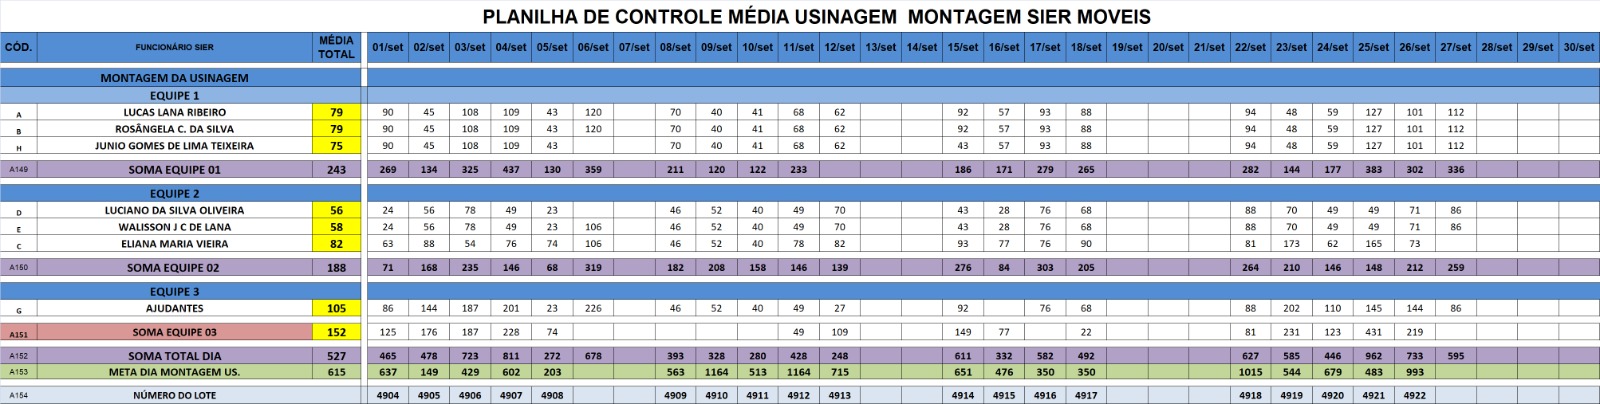 PLANILHA DE CONTROLE MÉDIA USINAGEM MONTAGEM SIER MOVEIS
CÓD. FUNCIONÁRIO SIER MÉDIA TOTAL 01/set 02/set 03/set 04/set 05/set 06/set 07/set 08/set 09/set 10/set 11/set 12/set 13/set 14/set 15/set 16/set 17/set 18/set 19/set 20/set 21/set 22/set 23/set 24/set 25/set 26/set 27/set 28/set 29/set 30/set
MONTAGEM DA USINAGEM
EQUIPE 1
A LUCAS LANA RIBEIRO 79 90 45 108 109 43 120 70 40 41 68 62 92 57 93 88 94 48 59 127 101 112
B ROSÂNGELA C. DA SILVA 79 90 45 108 109 43 120 70 40 41 68 62 92 57 93 88 94 48 59 127 101 112
H JUNIO GOMES DE LIMA TEIXEIRA 75 90 45 108 109 43 70 40 41 68 62 43 57 93 88 94 48 59 127 101 112
A149 SOMA EQUIPE 01 243 269 134 325 437 130 359 211 120 122 233 186 171 279 265 282 144 177 383 302 336
EQUIPE 2
D LUCIANO DA SILVA OLIVEIRA 56 24 56 78 49 23 46 52 40 49 70 43 28 76 68 88 70 49 49 71 86
E WALISSON J C DE LANA 58 24 56 78 49 23 106 46 52 40 49 70 43 28 76 68 88 70 49 49 71 86
C ELIANA MARIA VIEIRA 82 63 88 54 76 74 106 46 52 40 78 82 93 77 76 90 81 173 62 165 73
A150 SOMA EQUIPE 02 188 71 168 235 146 68 319 182 208 158 146 139 276 84 303 205 264 210 146 148 212 259
EQUIPE 3
G AJUDANTES 105 86 144 187 201 23 226 46 52 40 49 27 92 76 68 88 202 110 145 144 86
A151 SOMA EQUIPE 03 152 125 176 187 228 74 49 109 149 77 22 81 231 123 431 219
A152 SOMA TOTAL DIA 527 465 478 723 811 272 678 393 328 280 428 248 611 332 582 492 627 585 446 962 733 595
A153 META DIA MONTAGEM US. 615 637 149 429 602 203 563 1164 513 1164 715 651 476 350 350 1015 544 679 483 993
A154 NÚMERO DO LOTE 4904 4905 4906 4907 4908 4909 4910 4911 4912 4913 4914 4915 4916 4917 4918 4919 4920 4921 4922